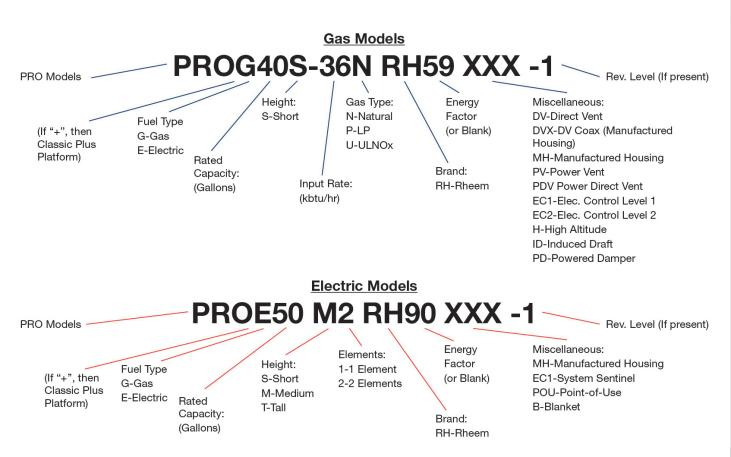 Gas Models
PROG40S-36N RH59 XXX -1
PRO Models
Rev. Level (If present)
(If “+”, then
Classic Plus
Platform)
Fuel Type
G-Gas
E-Electric
Rated
Capacity:
(Gallons)
Height:
S-Short
Input Rate:
(kbtu/hr)
Gas Type:
N-Natural
P-LP
U-ULNOx
Brand:
RH-Rheem
Energy
Factor
(or Blank)
Miscellaneous:
DV-Direct Vent
DVX-DV Coax (Manufactured
Housing)
MH-Manufactured Housing
PV-Power Vent
PDV Power Direct Vent
EC1-Elec. Control Level 1
EC2-Elec. Control Level 2
H-High Altitude
ID-Induced Draft
PD-Powered Damper
Electric Models
PROE50 M2 RH90 XXX -1
PRO Models
Rev. Level (If present)
(If “+”, then
Classic Plus
Platform)
Fuel Type
G-Gas
E-Electric
Rated
Capacity:
(Gallons)
Height:
S-Short
M-Medium
T-Tall
Elements:
1-1 Element
2-2 Elements
Brand:
RH-Rheem
Energy
Factor
(or Blank)
Miscellaneous:
MH-Manufactured Housing
EC1-System Sentinel
POU-Point-of-Use
B-Blanket